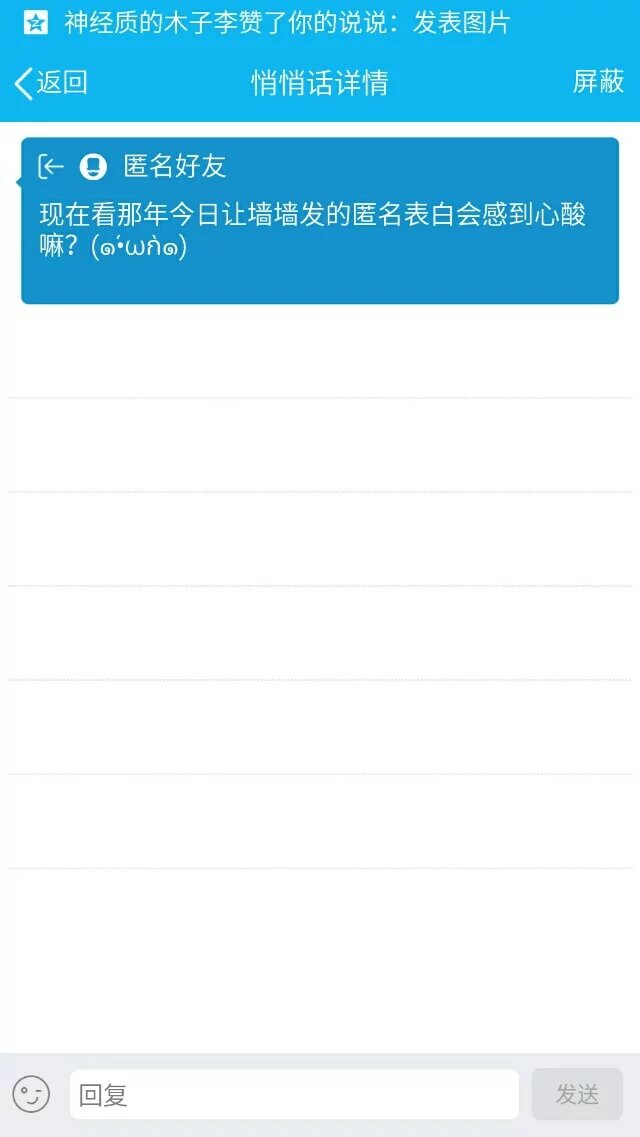 神经质的木子李赞了你的说说：发表图片
返回
悄悄话详情
屏蔽
匿名好友
现在看那年今日让墙墙发的匿名表白会感到心酸
嘛？(๑•́ωก̀๑)
回复
发送